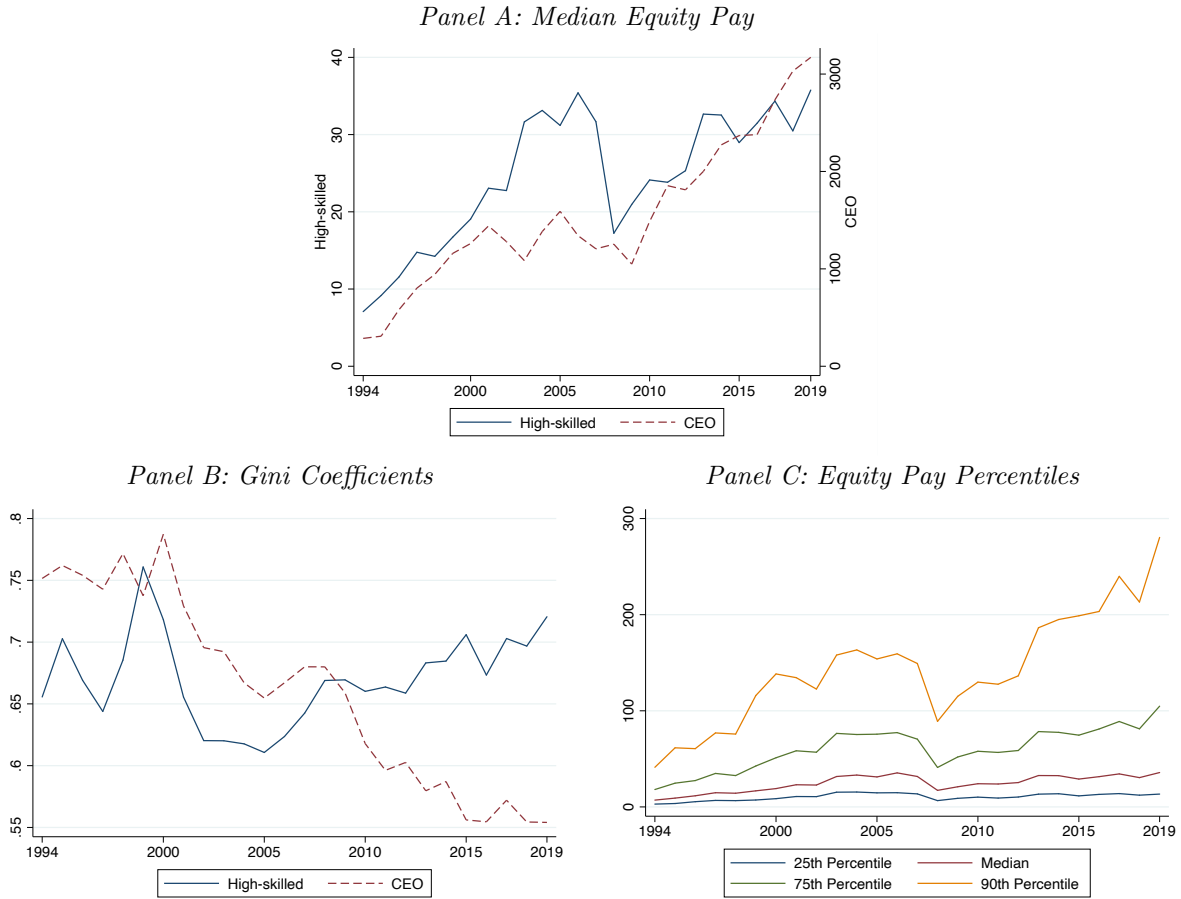 Panel A: Median Equity Pay
40
30
20
10
0
High-skilled
3000
2000
1000
0
CEO
1994 2000 2005 2010 2015 2019
High-skilled CEO
Panel B: Gini Coefficients
.8
.75
.7
.65
.6
.55
1994 2000 2005 2010 2015 2019
High-skilled CEO
Panel C: Equity Pay Percentiles
300
200
100
0
1994 2000 2005 2010 2015 2019
25th Percentile Median
75th Percentile 90th Percentile